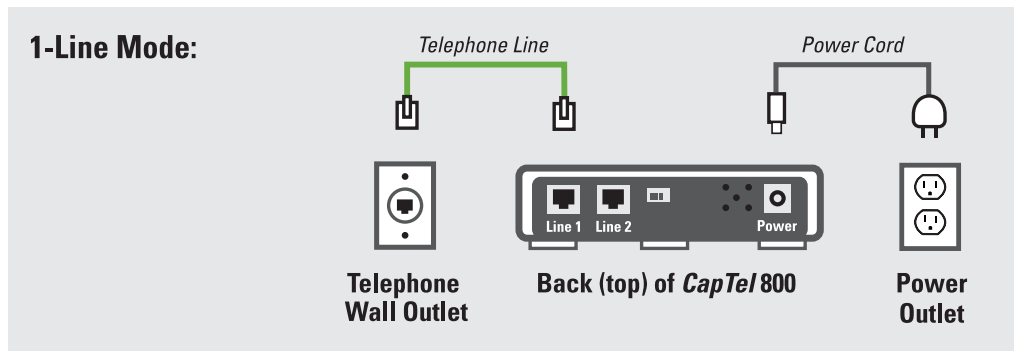 1-Line Mode:
Telephone Line
Power Cord
Line 1
Line 2
Power
Telephone
Wall Outlet
Back (top) of CapTel 800
Power
Outlet